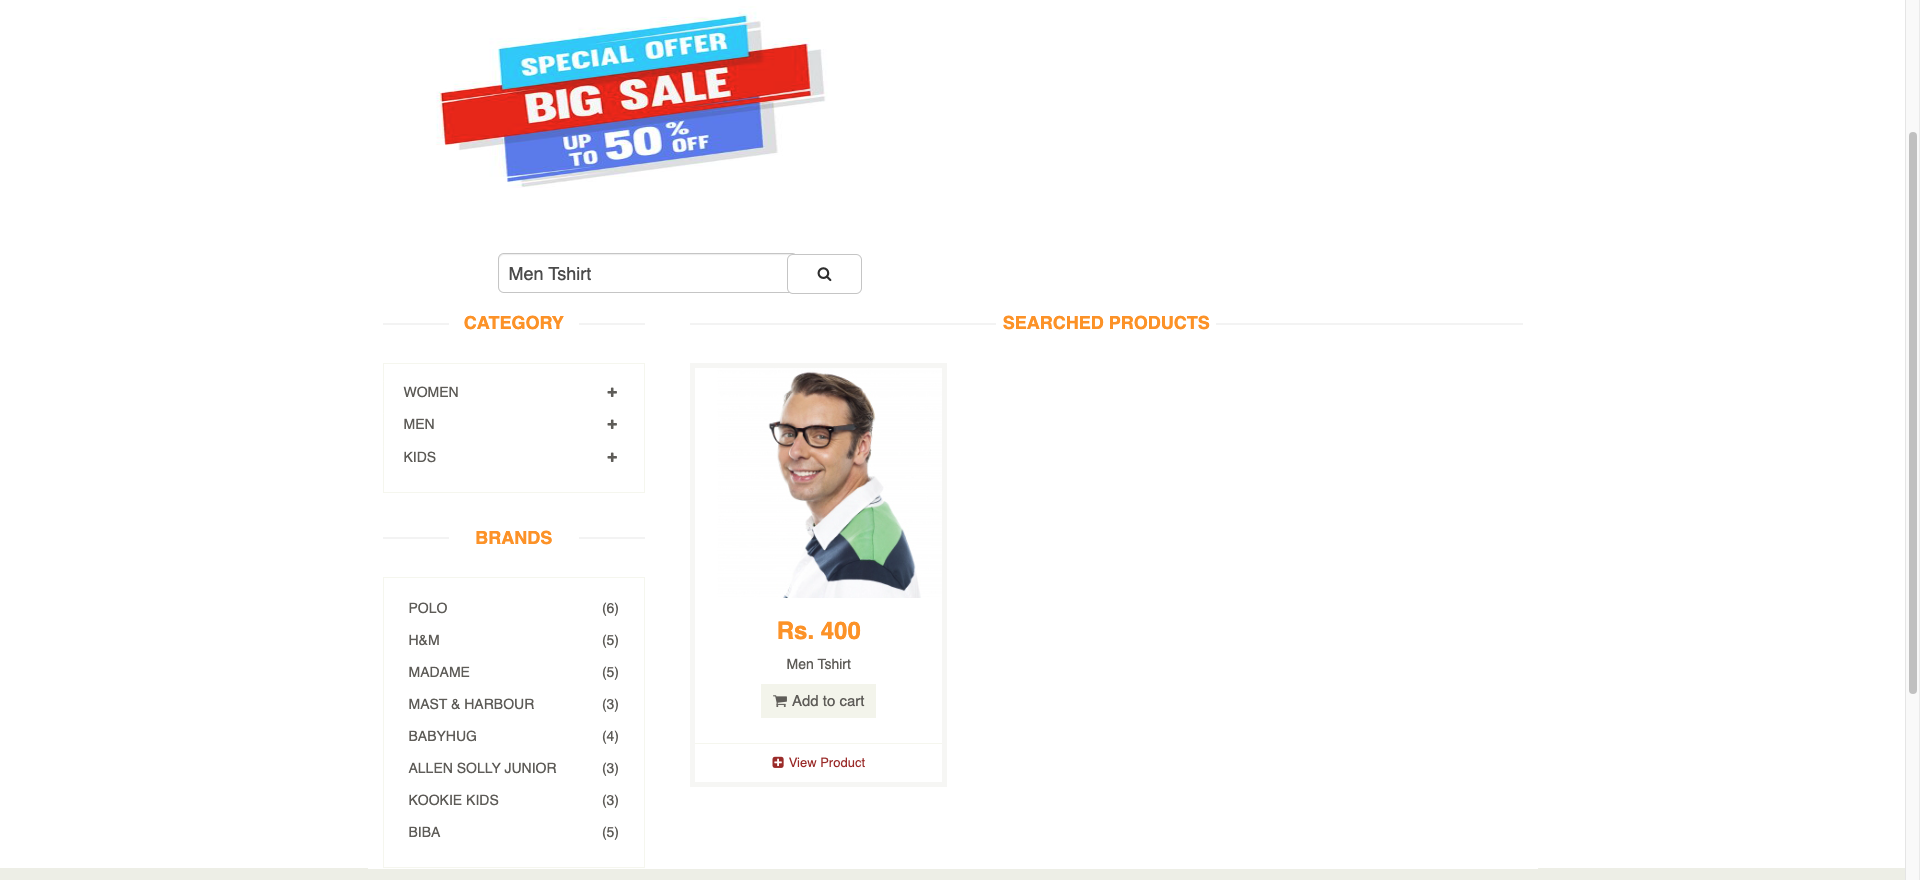 SPECIAL OFFER
BIG SALE
UP TO 50% OFF
Men Tshirt
CATEGORY
WOMEN
MEN
KIDS
BRANDS
POLO (6)
H&M (5)
MADAME (5)
MAST & HARBOUR (3)
BABYHUG (4)
ALLEN SOLLY JUNIOR (3)
KOOKIE KIDS (3)
BIBA (5)
SEARCHED PRODUCTS
Rs. 400
Men Tshirt
Add to cart
View Product